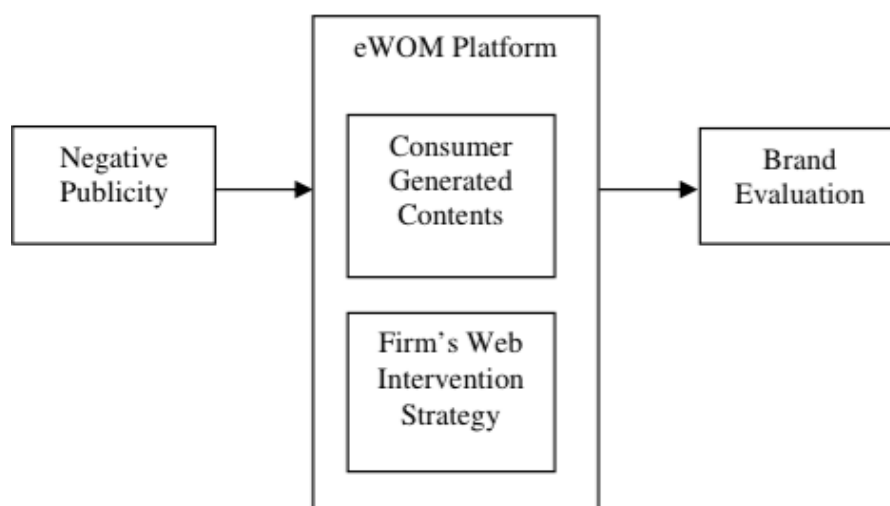 eWOM Platform
Negative
Publicity
Consumer
Generated
Contents
Brand
Evaluation
Firm's Web
Intervention
Strategy